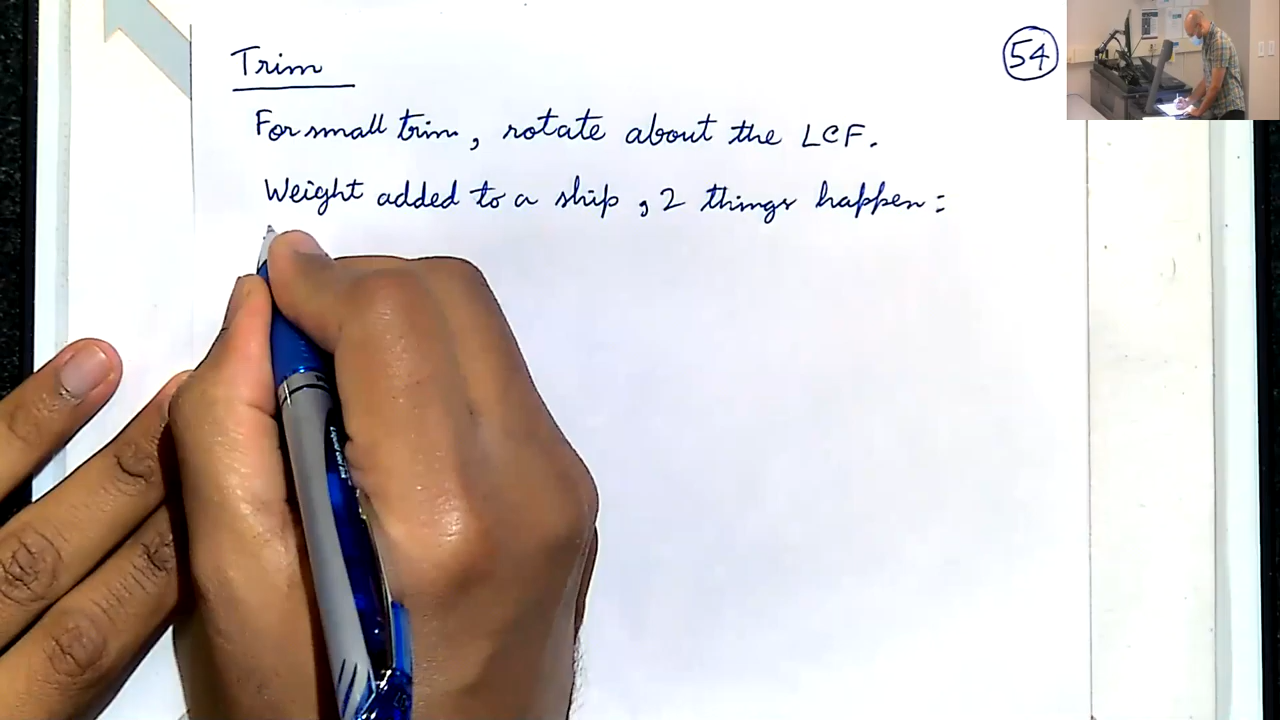 Trim
54
For small trim, rotate about the LCF.
Weight added to a ship, 2 things happen: